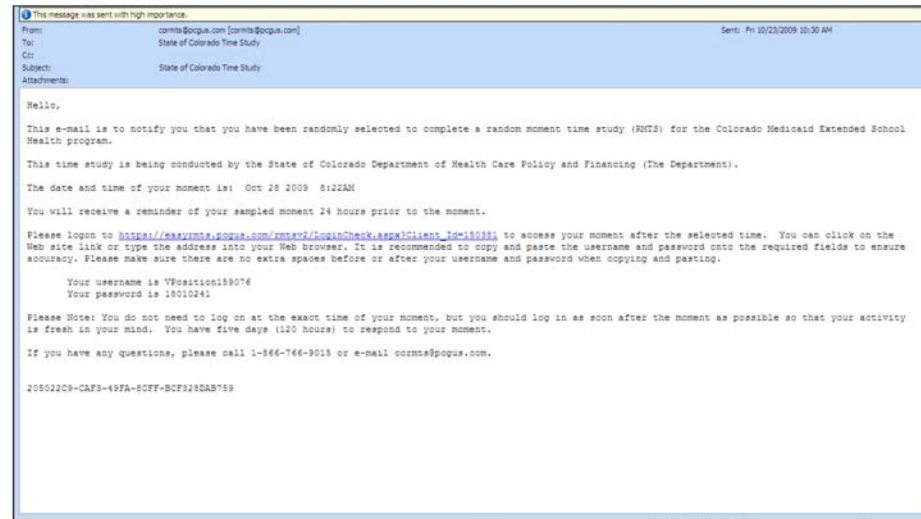 This message was sent with high importance.
From: cormts@pcgus.com [cormts@pcgus.com] Sent: Fri 10/23/2009 10:30 AM
To: State of Colorado Time Study
Cc:
Subject: State of Colorado Time Study
Attachments:
Hello,
This e-mail is to notify you that you have been randomly selected to complete a random moment time study (RMTS) for the Colorado Medicaid Extended School
Health program.
This time study is being conducted by the State of Colorado Department of Health Care Policy and Financing (The Department).
The date and time of your moment is: Oct 28 2009 8:22AM
You will receive a reminder of your sampled moment 24 hours prior to the moment.
Please logon to https://easyrmts.pcgus.com/rmtsv2/LoginCheck.aspx?Client_Id=150381 to access your moment after the selected time. You can click on the
Web site link or type the address into your Web browser. It is recommended to copy and paste the username and password onto the required fields to ensure
accuracy. Please make sure there are no extra spaces before or after your username and password when copying and pasting.
Your username is VPosition159076
Your password is 18010241
Please Note: You do not need to log on at the exact time of your moment, but you should log in as soon after the moment as possible so that your activity
is fresh in your mind. You have five days (120 hours) to respond to your moment.
If you have any questions, please call 1-866-766-9015 or e-mail cormts@pcgus.com.
205022C9-CAF3-49FA-8CFF-BCF328DAB759